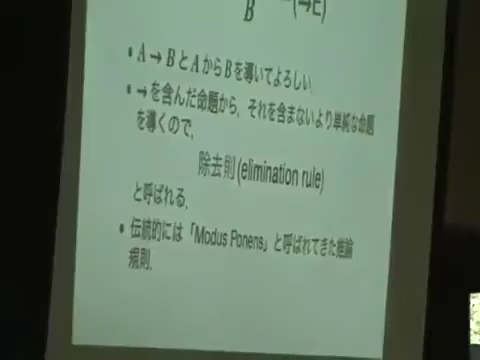 B (→E)
• A → B と A から B を導いてよろしい.
• → を含んだ命題から, それを含まないより単純な命題
を導くので,
除去則 (elimination rule)
と呼ばれる.
• 伝統的には「Modus Ponens」と呼ばれてきた推論
規則.